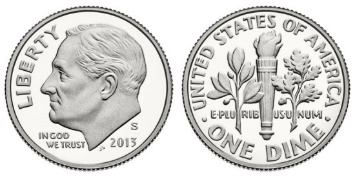 LIBERTY
IN GOD
WE TRUST
S
2013
UNITED STATES OF AMERICA
E·PLURIBUS UNUM·
ONE DIME